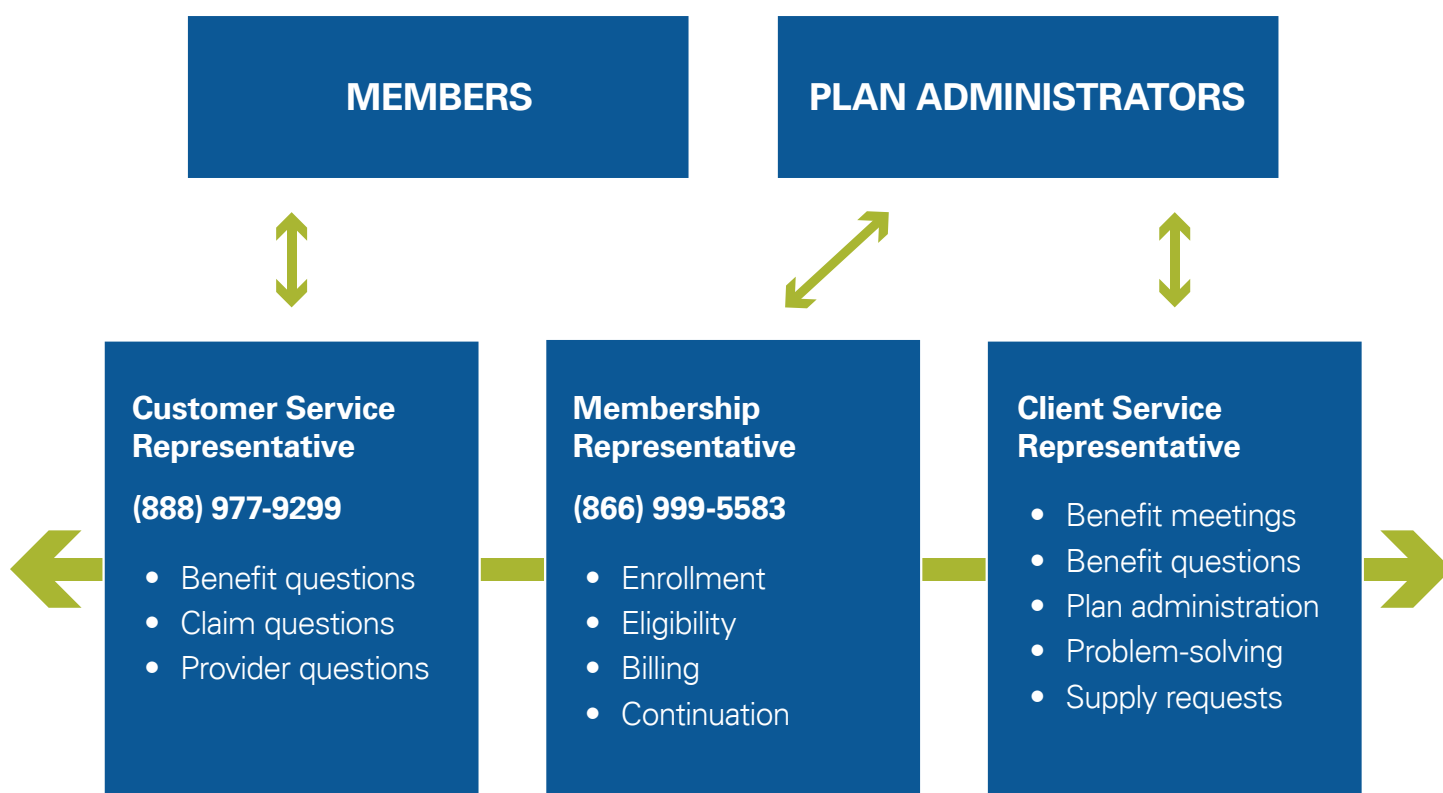 MEMBERS
PLAN ADMINISTRATORS
Customer Service
Representative
(888) 977-9299
• Benefit questions
• Claim questions
• Provider questions
Membership
Representative
(866) 999-5583
• Enrollment
• Eligibility
• Billing
• Continuation
Client Service
Representative
• Benefit meetings
• Benefit questions
• Plan administration
• Problem-solving
• Supply requests